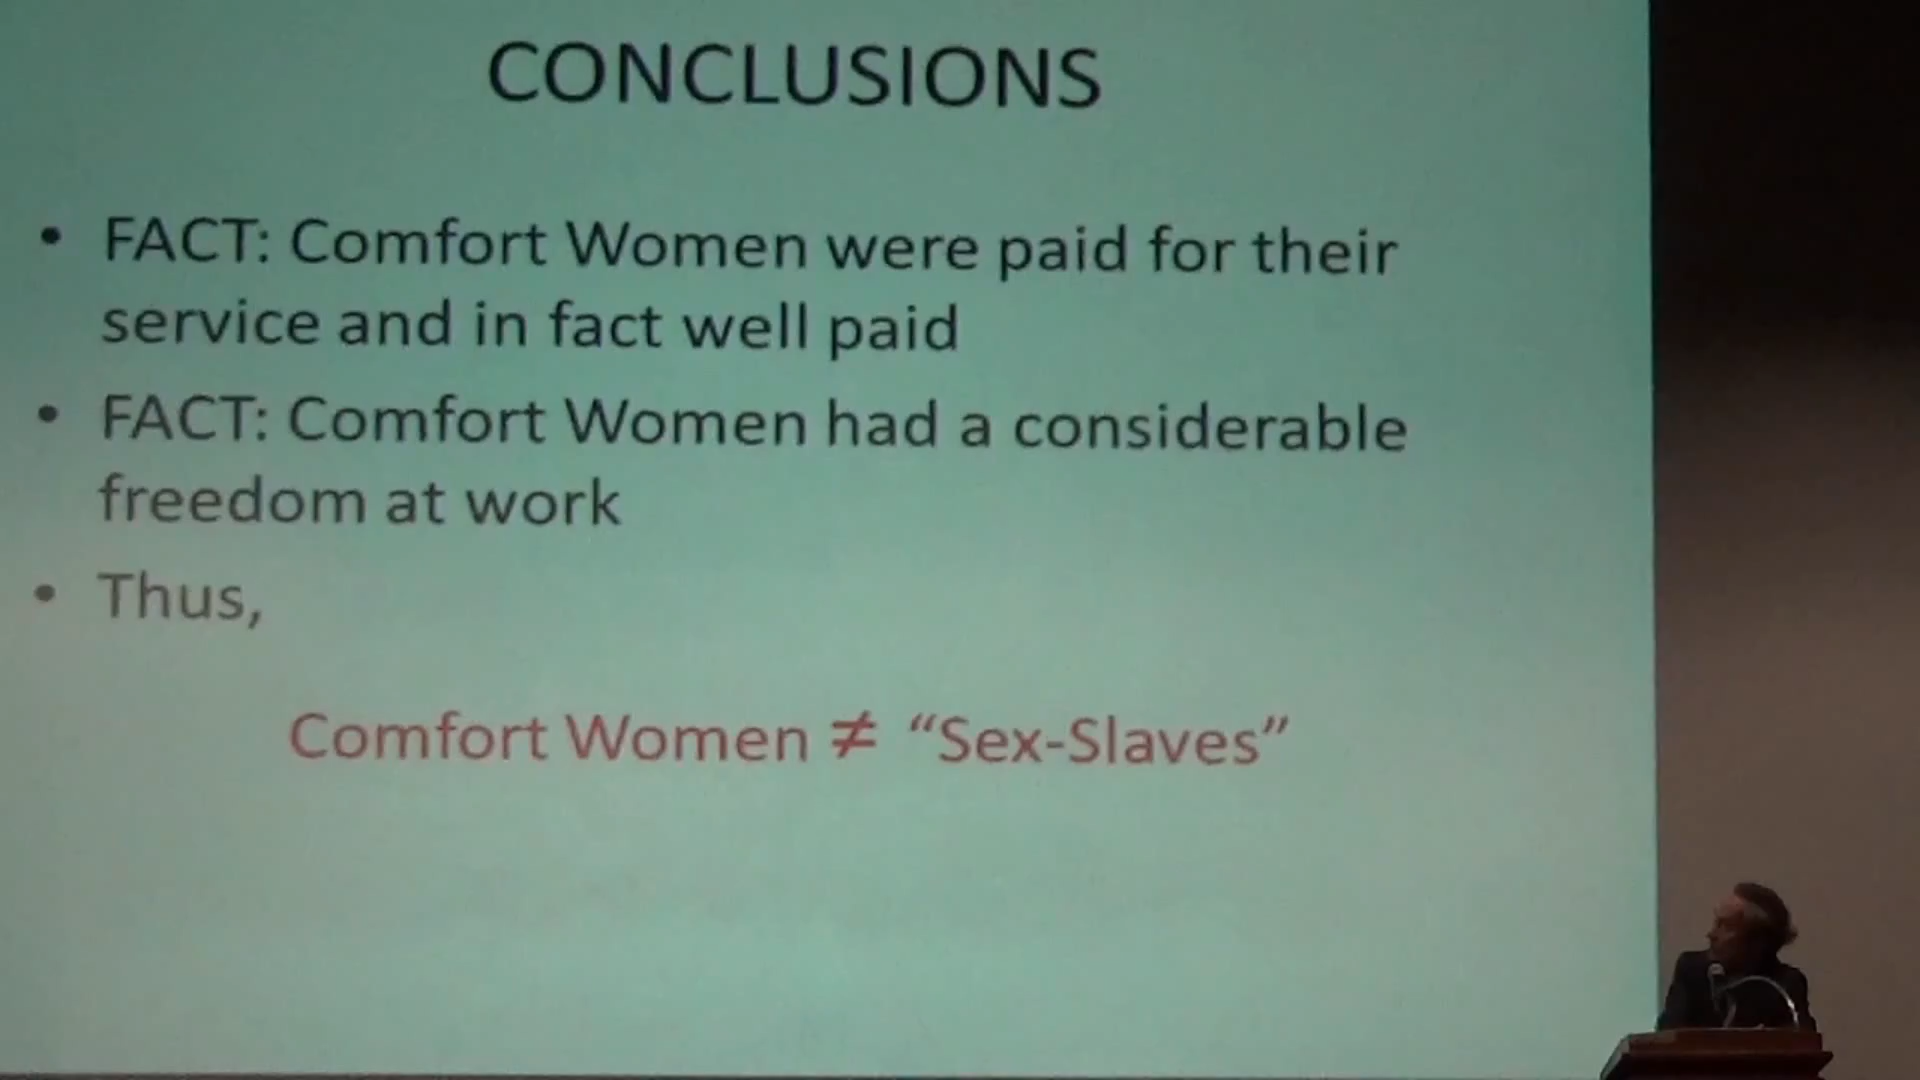 CONCLUSIONS
• FACT: Comfort Women were paid for their
service and in fact well paid
• FACT: Comfort Women had a considerable
freedom at work
• Thus,
Comfort Women ≠ “Sex-Slaves”